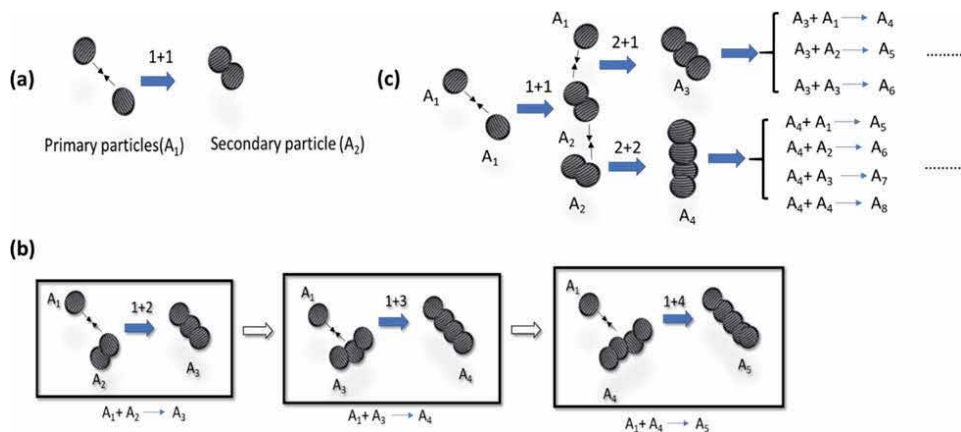 (a)
1+1
Primary particles(A₁)
Secondary particle (A₂)
(c)
A₁
A₁
1+1
A₁
A₂
A₂
2+1
2+2
A₃
A₄
A₃ + A₁ → A₄
A₃ + A₂ → A₅
A₃ + A₃ → A₆
A₄ + A₁ → A₅
A₄ + A₂ → A₆
A₄ + A₃ → A₇
A₄ + A₄ → A₈
(b)
A₁
A₂
1+2
A₃
A₁ + A₂ → A₃
A₁
A₃
1+3
A₄
A₁ + A₃ → A₄
A₁
A₄
1+4
A₅
A₁ + A₄ → A₅